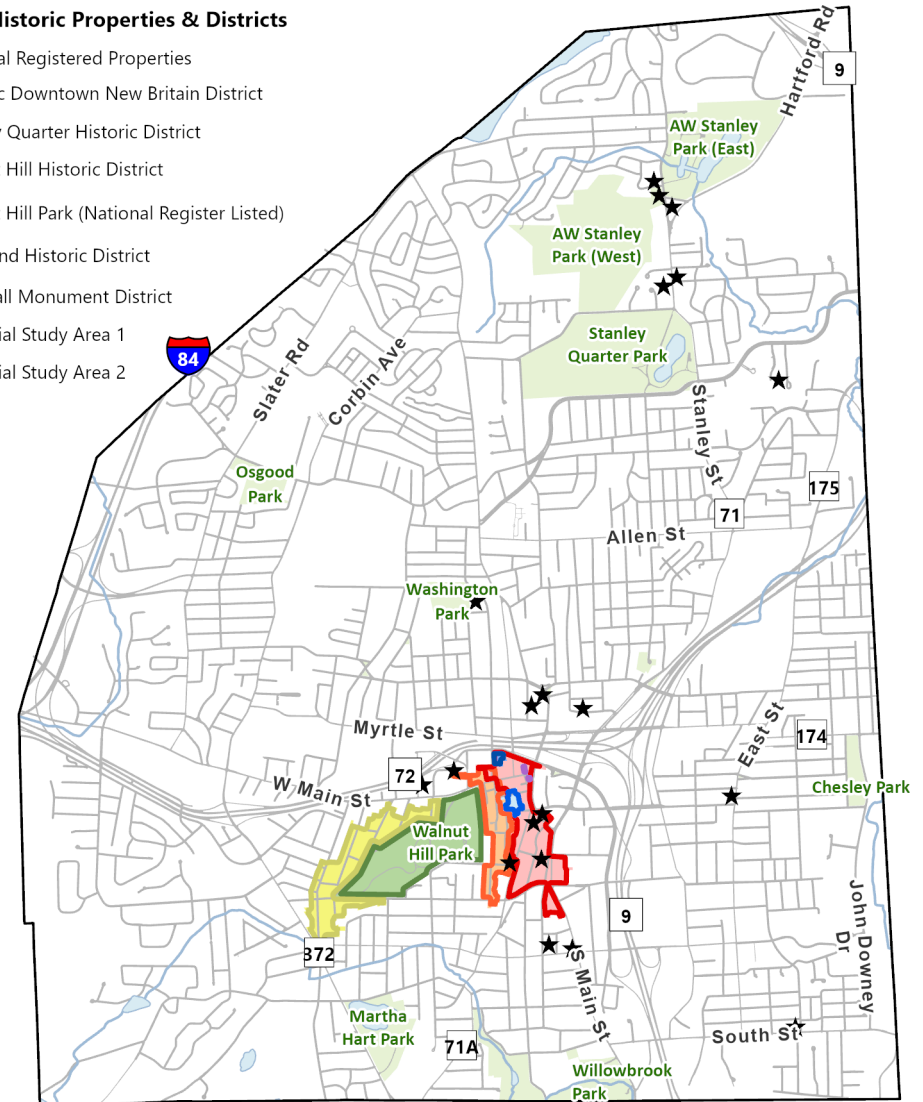 Historic Properties & Districts
al Registered Properties
c Downtown New Britain District
y Quarter Historic District
t Hill Historic District
t Hill Park (National Register Listed)
nd Historic District
all Monument District
ial Study Area 1
ial Study Area 2
Hartford Rd
9
AW Stanley
Park (East)
AW Stanley
Park (West)
Stanley
Quarter Park
84
Slater Rd
Corbin Ave
Stanley St
Osgood
Park
175
71
Allen St
Washington
Park
Myrtle St
East St
174
72
W Main St
Chesley Park
Walnut
Hill Park
9
John Downey
Dr
372
S Main St
Martha
Hart Park
71A
South St
Willowbrook
Park